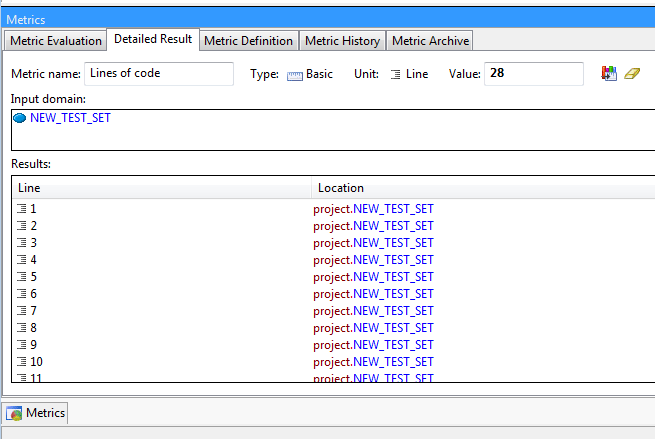 Metrics
Metric Evaluation Detailed Result Metric Definition Metric History Metric Archive
Metric name: Lines of code Type: Basic Unit: Line Value: 28
Input domain:
NEW_TEST_SET
Results:
Line Location
1 project.NEW_TEST_SET
2 project.NEW_TEST_SET
3 project.NEW_TEST_SET
4 project.NEW_TEST_SET
5 project.NEW_TEST_SET
6 project.NEW_TEST_SET
7 project.NEW_TEST_SET
8 project.NEW_TEST_SET
9 project.NEW_TEST_SET
10 project.NEW_TEST_SET
11 project.NEW_TEST_SET
Metrics